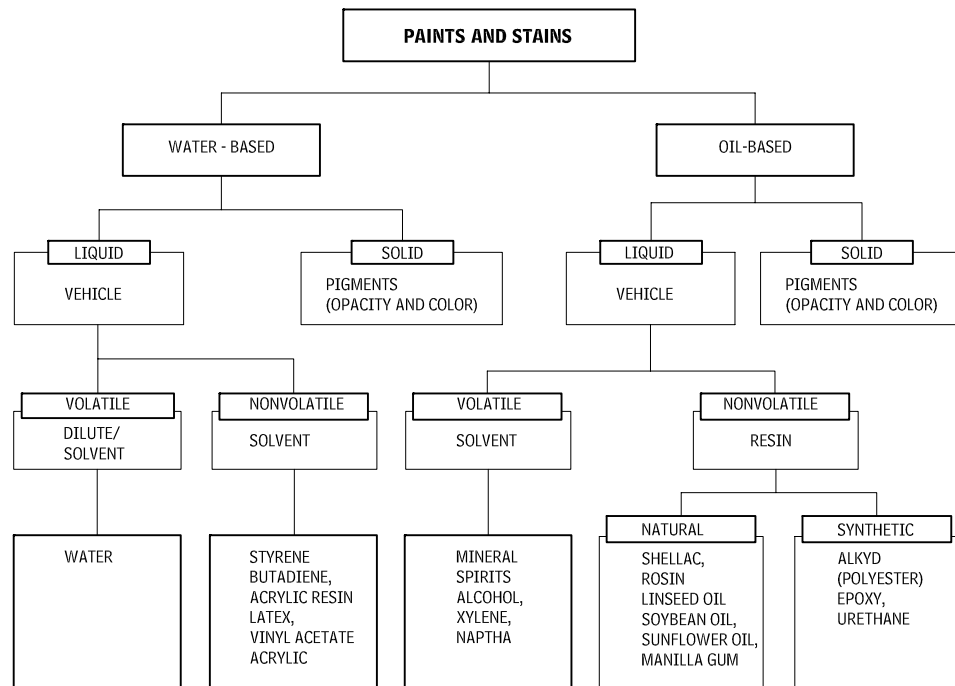 PAINTS AND STAINS
WATER - BASED
OIL-BASED
LIQUID
VEHICLE
SOLID
PIGMENTS
(OPACITY AND COLOR)
LIQUID
VEHICLE
SOLID
PIGMENTS
(OPACITY AND COLOR)
VOLATILE
DILUTE/
SOLVENT
NONVOLATILE
SOLVENT
VOLATILE
SOLVENT
NONVOLATILE
RESIN
WATER
STYRENE
BUTADIENE,
ACRYLIC RESIN
LATEX,
VINYL ACETATE
ACRYLIC
MINERAL
SPIRITS
ALCOHOL,
XYLENE,
NAPTHA
NATURAL
SHELLAC,
ROSIN
LINSEED OIL
SOYBEAN OIL,
SUNFLOWER OIL,
MANILLA GUM
SYNTHETIC
ALKYD
(POLYESTER)
EPOXY,
URETHANE